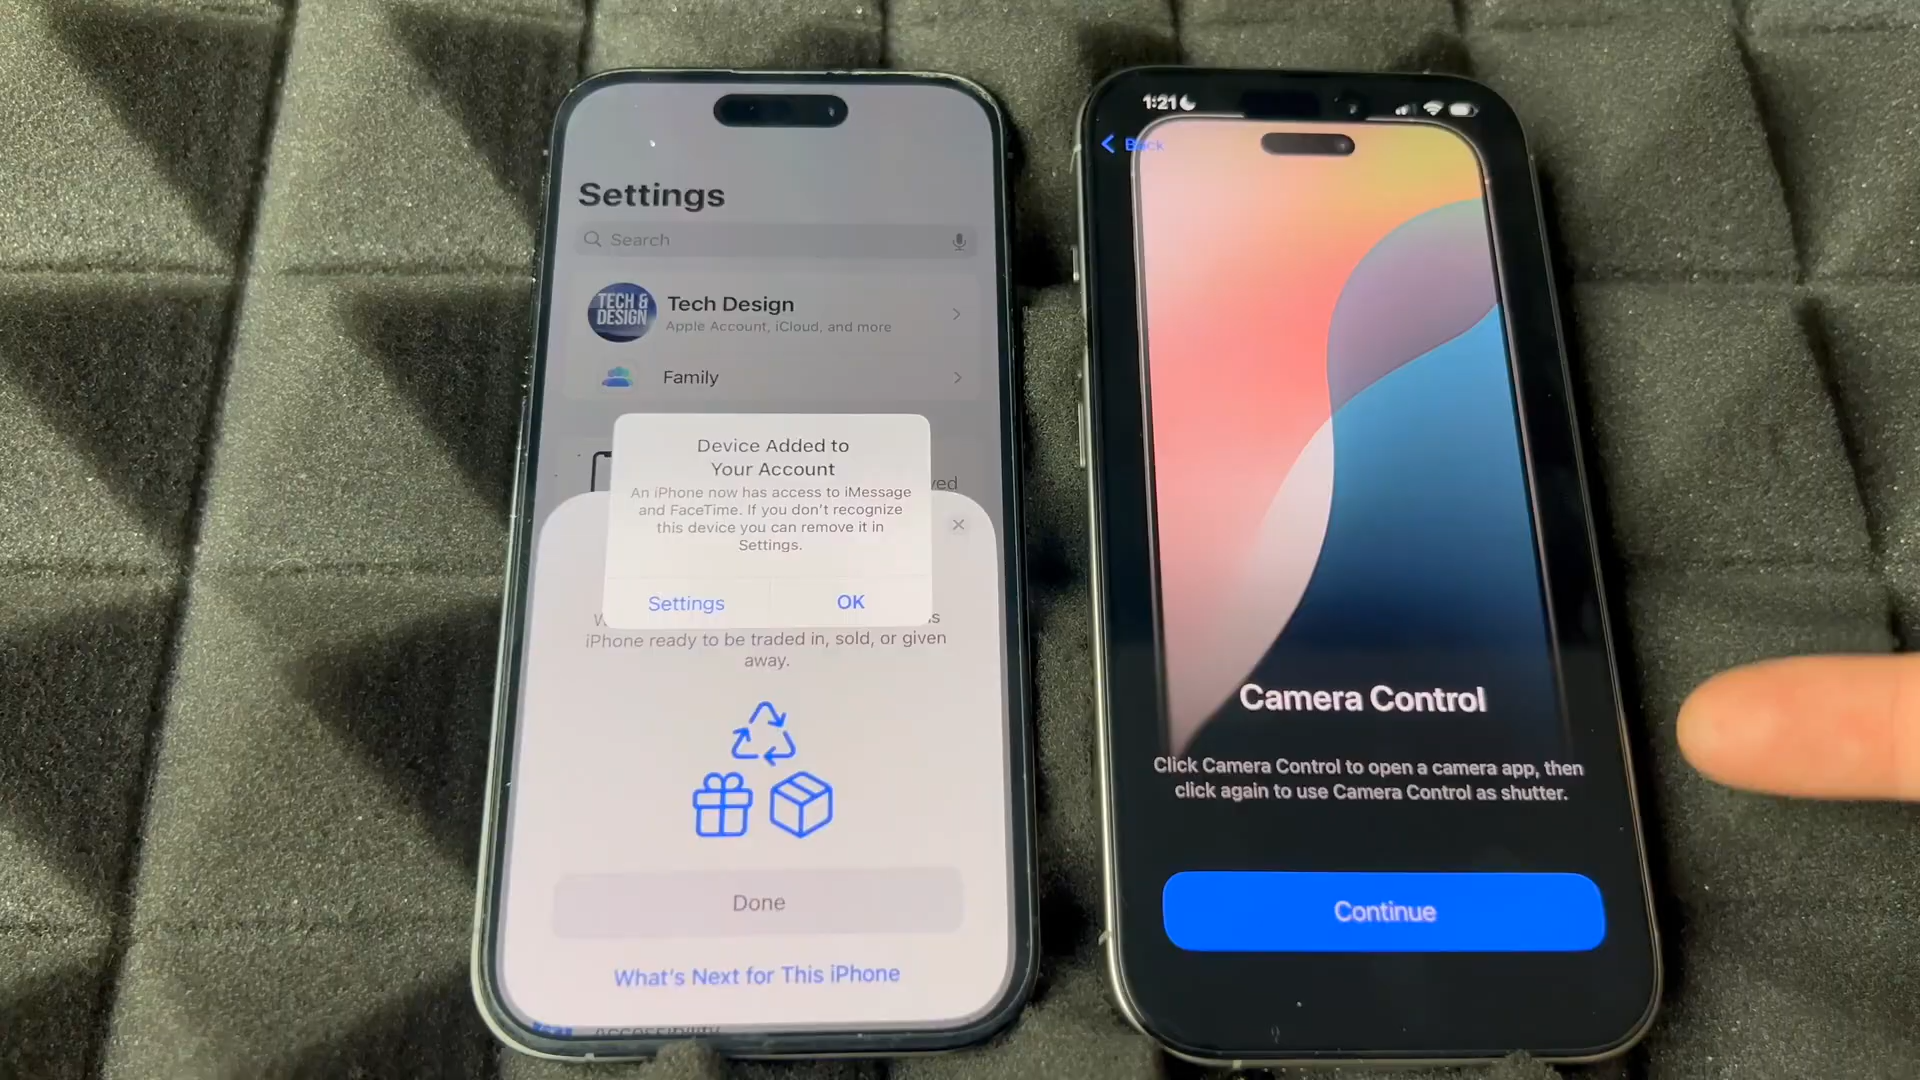 Settings
Search
TECH &
DESIGN
Tech Design
Apple Account, iCloud, and more
Family
Device Added to
Your Account
An iPhone now has access to iMessage
and FaceTime. If you don't recognize
this device you can remove it in
Settings.
Settings
OK
iPhone ready to be traded in, sold, or given
away.
Done
What's Next for This iPhone
1:21
Back
Camera Control
Click Camera Control to open a camera app, then
click again to use Camera Control as shutter.
Continue